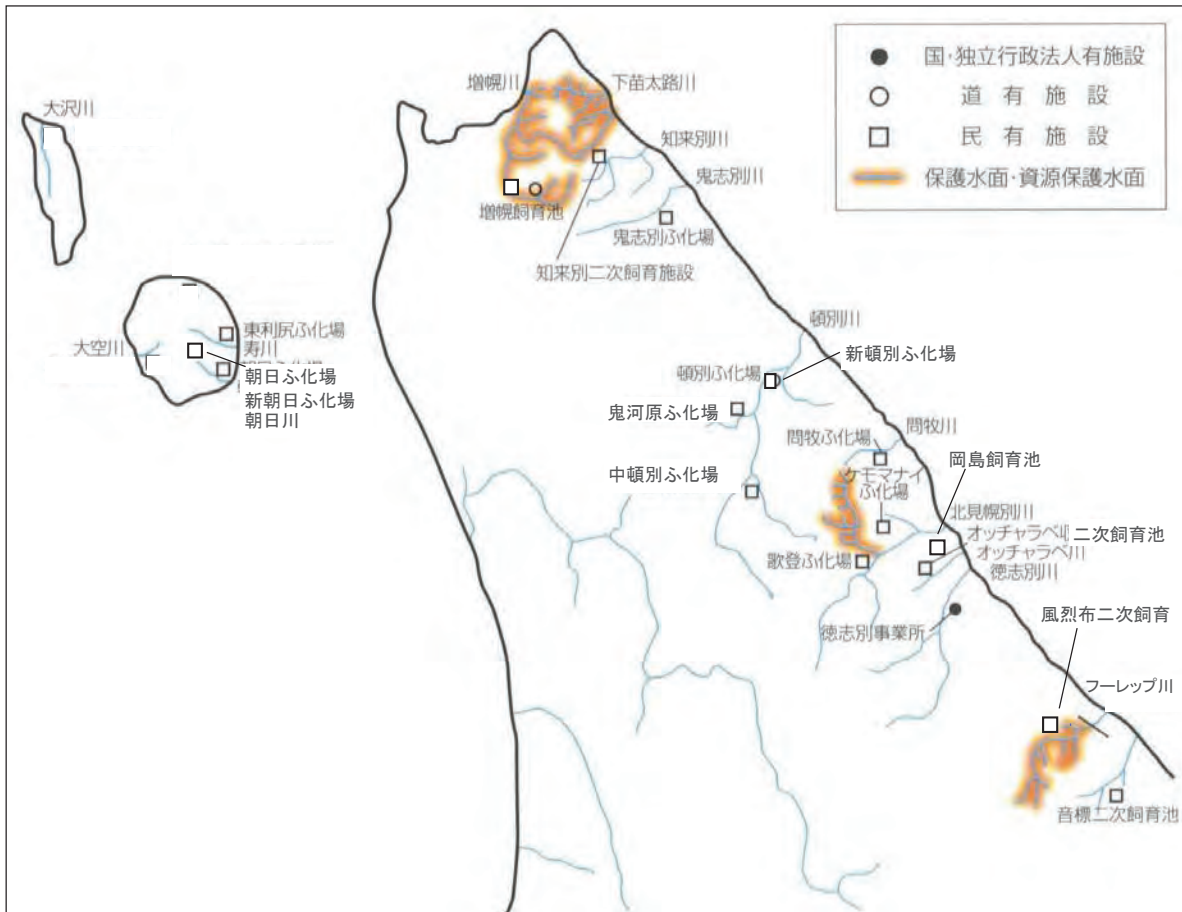 国・独立行政法人有施設
道有施設
民有施設
保護水面・資源保護水面
大沢川
増幌川
下苗太路川
知来別川
鬼志別川
増幌飼育池
鬼志別ふ化場
知来別二次飼育施設
東利尻ふ化場
大空川
寿川
朝日ふ化場
新朝日ふ化場
朝日川
頓別川
新頓別ふ化場
頓別ふ化場
鬼河原ふ化場
問牧川
問牧ふ化場
岡島飼育池
ケモマナイ
ふ化場
中頓別ふ化場
北見幌別川
オッチャラベ
二次飼育池
オッチャラベ川
歌登ふ化場
徳志別川
徳志別事業所
風烈布二次飼育
フーレップ川
音標二次飼育池